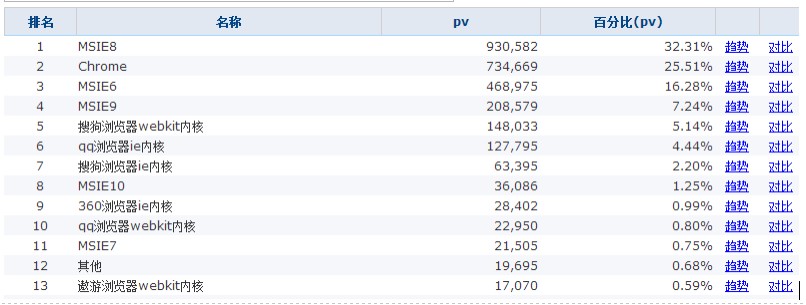 排名 名称 pv 百分比(pv)
1 MSIE8 930,582 32.31% 趋势 对比
2 Chrome 734,669 25.51% 趋势 对比
3 MSIE6 468,975 16.28% 趋势 对比
4 MSIE9 208,579 7.24% 趋势 对比
5 搜狗浏览器webkit内核 148,033 5.14% 趋势 对比
6 qq浏览器ie内核 127,795 4.44% 趋势 对比
7 搜狗浏览器ie内核 63,395 2.20% 趋势 对比
8 MSIE10 36,086 1.25% 趋势 对比
9 360浏览器ie内核 28,402 0.99% 趋势 对比
10 qq浏览器webkit内核 22,950 0.80% 趋势 对比
11 MSIE7 21,505 0.75% 趋势 对比
12 其他 19,695 0.68% 趋势 对比
13 遨游浏览器webkit内核 17,070 0.59% 趋势 对比